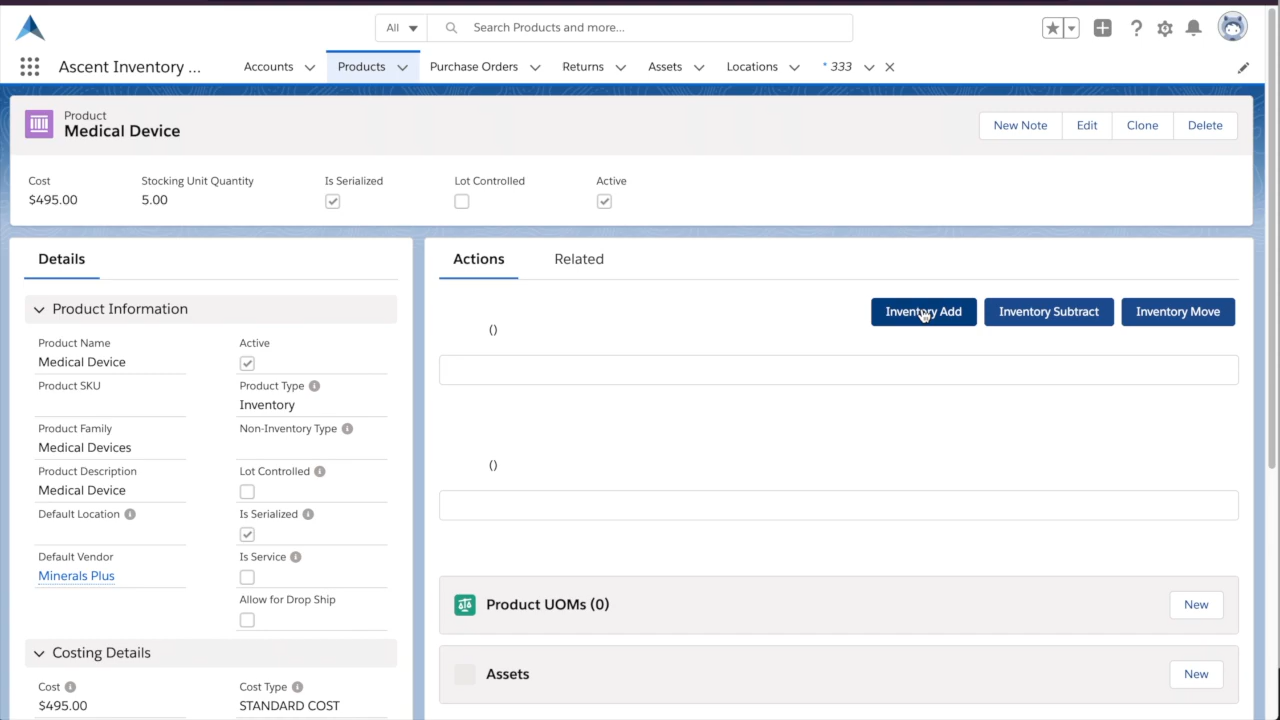 All
Search Products and more...
Ascent Inventory ...
Accounts
Products
Purchase Orders
Returns
Assets
Locations
* 333
Product
Medical Device
New Note
Edit
Clone
Delete
Cost
Stocking Unit Quantity
Is Serialized
Lot Controlled
Active
$495.00
5.00
Details
Product Information
Product Name
Active
Medical Device
Product SKU
Product Type
Inventory
Product Family
Non-Inventory Type
Medical Devices
Product Description
Lot Controlled
Medical Device
Default Location
Is Serialized
Default Vendor
Is Service
Minerals Plus
Allow for Drop Ship
Costing Details
Cost
Cost Type
$495.00
STANDARD COST
Actions
Related
Inventory Add
Inventory Subtract
Inventory Move
()
()
Product UOMs (0)
New
Assets
New